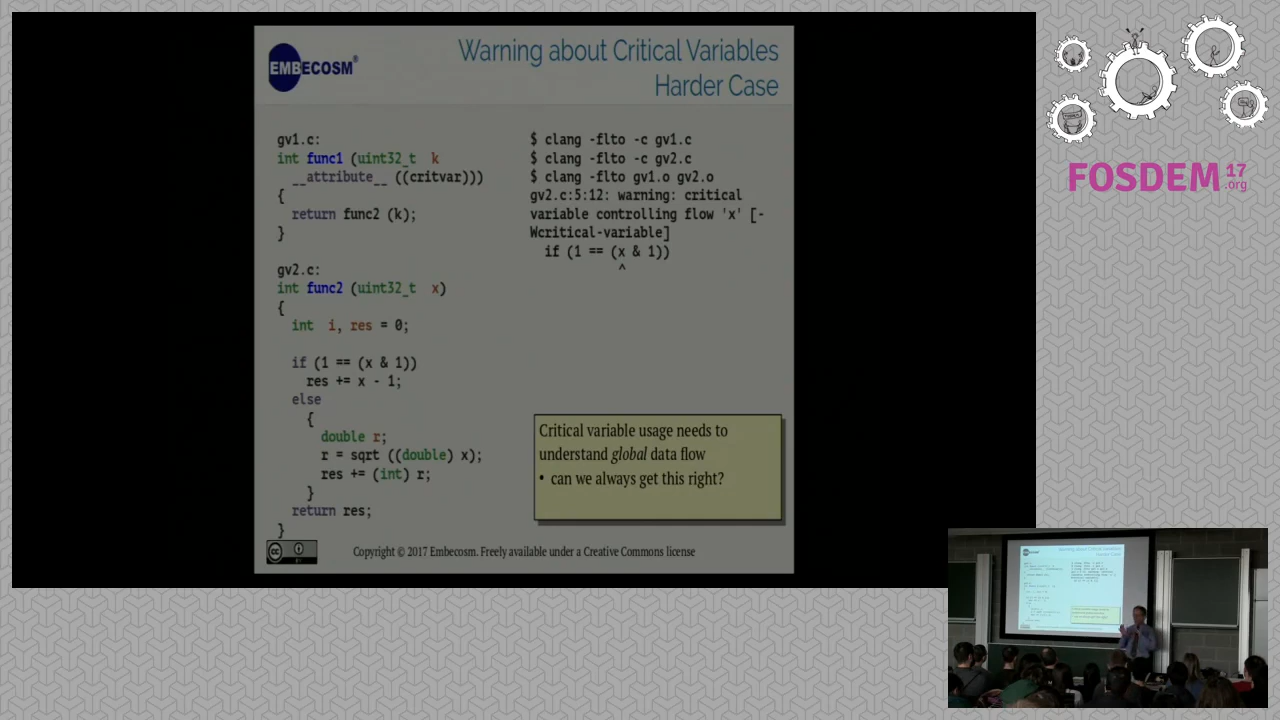 EMBECOSM®
Warning about Critical Variables
Harder Case
gv1.c:
int func1 (uint32_t k
__attribute__ ((critvar)))
{
return func2 (k);
}
gv2.c:
int func2 (uint32_t x)
{
int i, res = 0;
if (1 == (x & 1))
res += x - 1;
else
{
double r;
r = sqrt ((double) x);
res += (int) r;
}
return res;
}
$ clang -flto -c gv1.c
$ clang -flto -c gv2.c
$ clang -flto gv1.o gv2.o
gv2.c:5:12: warning: critical
variable controlling flow 'x' [-
Wcritical-variable]
if (1 == (x & 1))
^
Critical variable usage needs to
understand global data flow
• can we always get this right?
Copyright © 2017 Embecosm. Freely available under a Creative Commons license
FOSDEM 17
.org